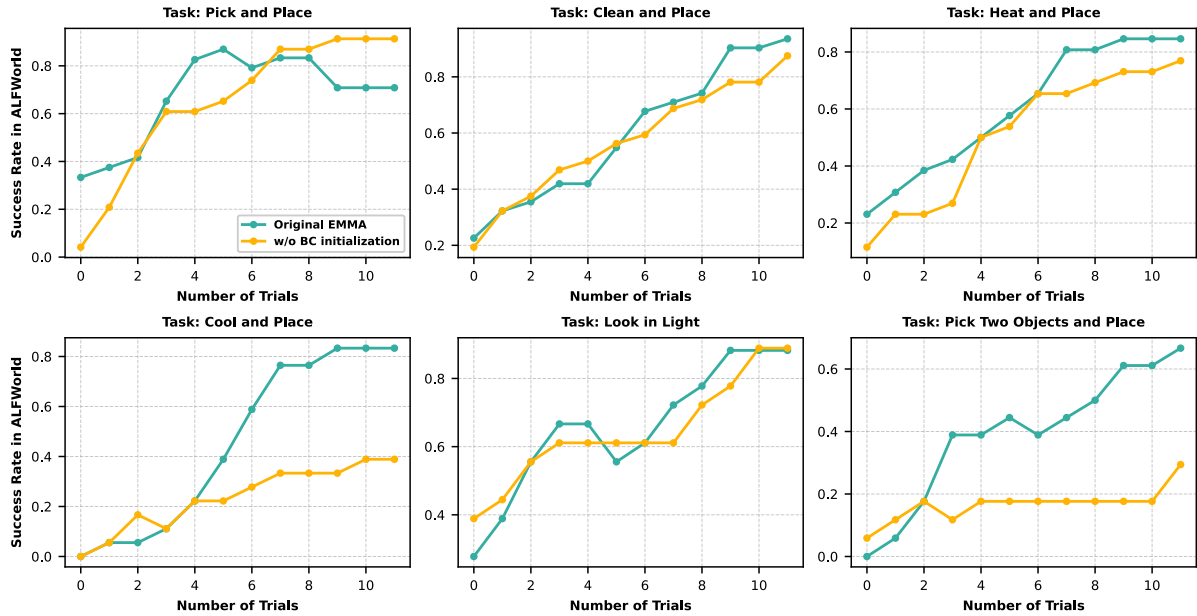 Task: Pick and Place
Success Rate in ALFWorld
0.8
0.6
0.4
0.2
0.0
Original EMMA
w/o BC initialization
0 2 4 6 8 10
Number of Trials
Task: Clean and Place
0.8
0.6
0.4
0.2
0 2 4 6 8 10
Number of Trials
Task: Heat and Place
0.8
0.6
0.4
0.2
0 2 4 6 8 10
Number of Trials
Task: Cool and Place
Success Rate in ALFWorld
0.8
0.6
0.4
0.2
0.0
0 2 4 6 8 10
Number of Trials
Task: Look in Light
0.8
0.6
0.4
0 2 4 6 8 10
Number of Trials
Task: Pick Two Objects and Place
0.6
0.4
0.2
0.0
0 2 4 6 8 10
Number of Trials